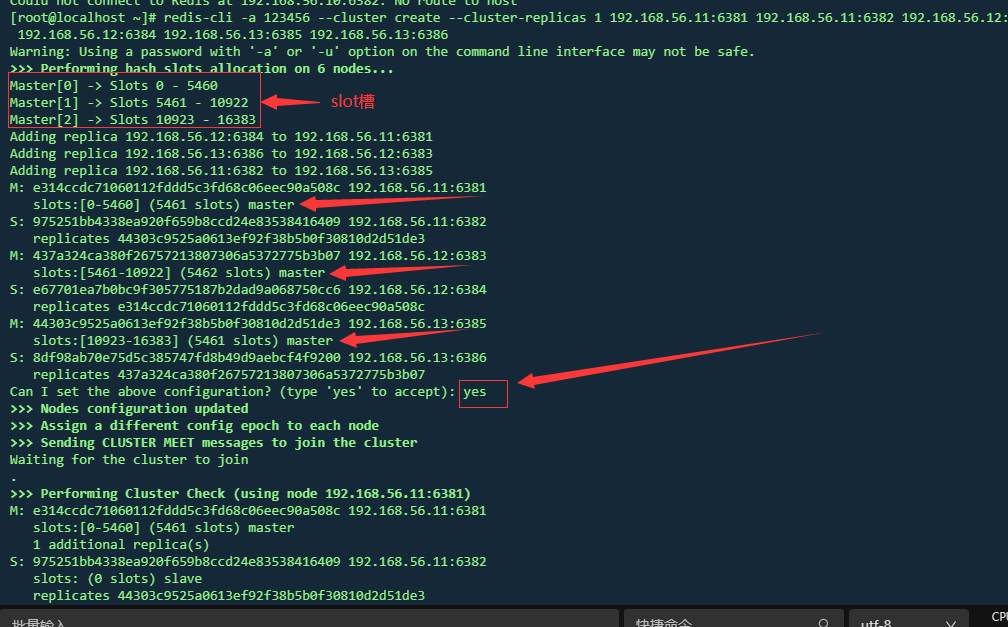 Could not connect to Redis at 192.168.56.10:6382: No route to host
[root@localhost ~]# redis-cli -a 123456 --cluster create --cluster-replicas 1 192.168.56.11:6381 192.168.56.11:6382 192.168.56.12:
192.168.56.12:6384 192.168.56.13:6385 192.168.56.13:6386
Warning: Using a password with '-a' or '-u' option on the command line interface may not be safe.
>>> Performing hash slots allocation on 6 nodes...
Master[0] -> Slots 0 - 5460
Master[1] -> Slots 5461 - 10922
slot槽
Master[2] -> Slots 10923 - 16383
Adding replica 192.168.56.12:6384 to 192.168.56.11:6381
Adding replica 192.168.56.13:6386 to 192.168.56.12:6383
Adding replica 192.168.56.11:6382 to 192.168.56.13:6385
M: e314ccdc71060112fddd5c3fd68c06eec90a508c 192.168.56.11:6381
slots:[0-5460] (5461 slots) master
S: 975251bb4338ea920f659b8ccd24e83538416409 192.168.56.11:6382
replicates 44303c9525a0613ef92f38b5b0f30810d2d51de3
M: 437a324ca380f26757213807306a5372775b3b07 192.168.56.12:6383
slots:[5461-10922] (5462 slots) master
S: e67701ea7b0bc9f305775187b2dad9a068750cc6 192.168.56.12:6384
replicates e314ccdc71060112fddd5c3fd68c06eec90a508c
M: 44303c9525a0613ef92f38b5b0f30810d2d51de3 192.168.56.13:6385
slots:[10923-16383] (5461 slots) master
S: 8df98ab70e75d5c385747fd8b49d9aebcf4f9200 192.168.56.13:6386
replicates 437a324ca380f26757213807306a5372775b3b07
Can I set the above configuration? (type 'yes' to accept): yes
>>> Nodes configuration updated
>>> Assign a different config epoch to each node
>>> Sending CLUSTER MEET messages to join the cluster
Waiting for the cluster to join
.
>>> Performing Cluster Check (using node 192.168.56.11:6381)
M: e314ccdc71060112fddd5c3fd68c06eec90a508c 192.168.56.11:6381
slots:[0-5460] (5461 slots) master
1 additional replica(s)
S: 975251bb4338ea920f659b8ccd24e83538416409 192.168.56.11:6382
slots: (0 slots) slave
replicates 44303c9525a0613ef92f38b5b0f30810d2d51de3
批量输入
快捷命令
utf-8
CPU